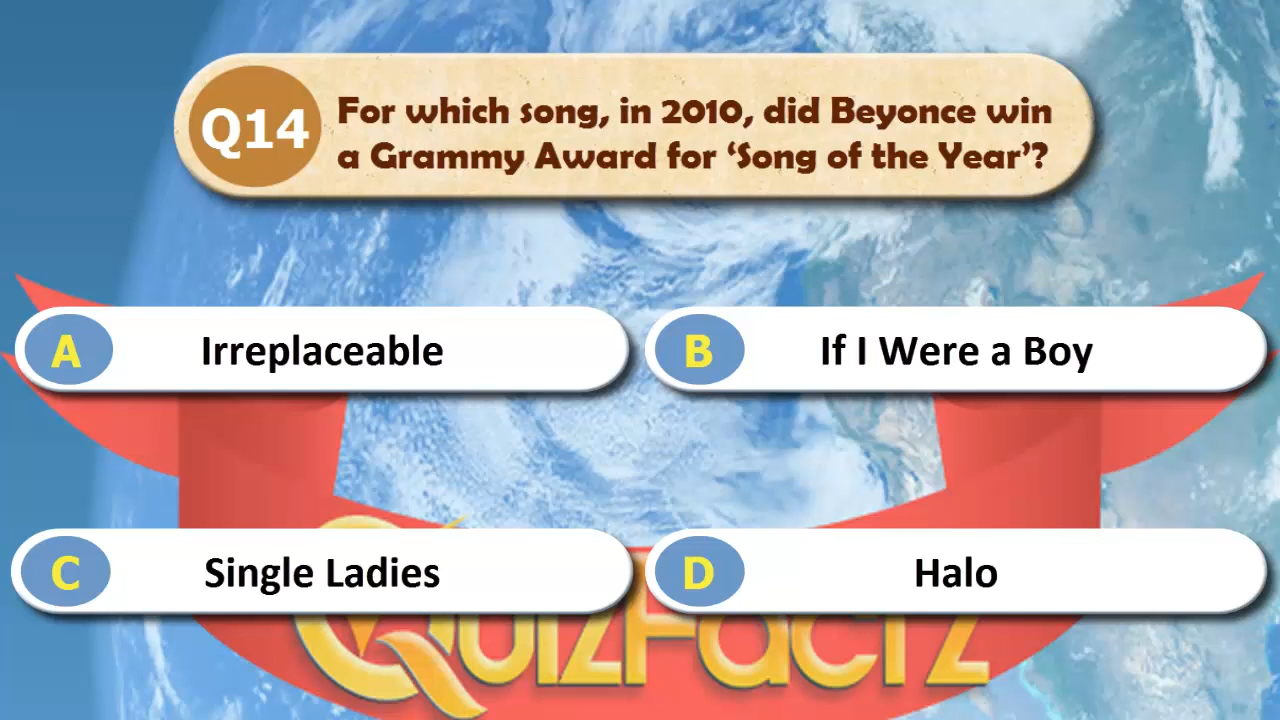 Q14
For which song, in 2010, did Beyonce win
a Grammy Award for ‘Song of the Year’?
A Irreplaceable
B If I Were a Boy
C Single Ladies
D Halo
QuizFactz